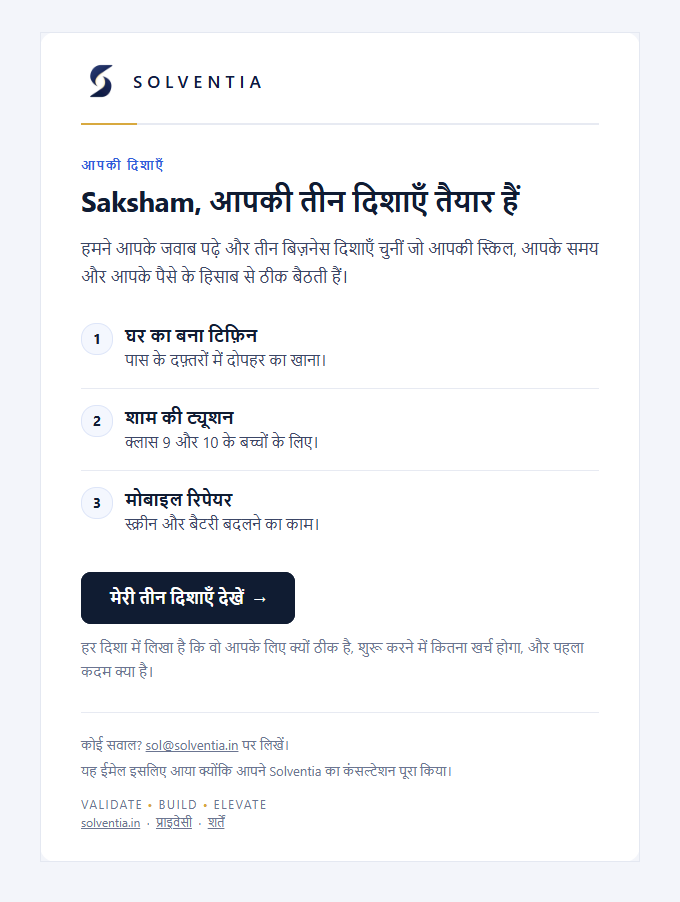 SOLVENTIA
आपकी दिशाएँ
Saksham, आपकी तीन दिशाएँ तैयार हैं
हमने आपके जवाब पढ़े और तीन बिज़नेस दिशाएँ चुनीं जो आपकी स्किल, आपके समय
और आपके पैसे के हिसाब से ठीक बैठती हैं।
1 घर का बना टिफ़िन
पास के दफ़्तरों में दोपहर का खाना।
2 शाम की ट्यूशन
क्लास 9 और 10 के बच्चों के लिए।
3 मोबाइल रिपेयर
स्क्रीन और बैटरी बदलने का काम।
मेरी तीन दिशाएँ देखें →
हर दिशा में लिखा है कि वो आपके लिए क्यों ठीक है, शुरू करने में कितना खर्च होगा, और पहला
कदम क्या है।
कोई सवाल? sol@solventia.in पर लिखें।
यह ईमेल इसलिए आया क्योंकि आपने Solventia का कंसल्टेशन पूरा किया।
VALIDATE • BUILD • ELEVATE
solventia.in · प्राइवेसी · शर्तें